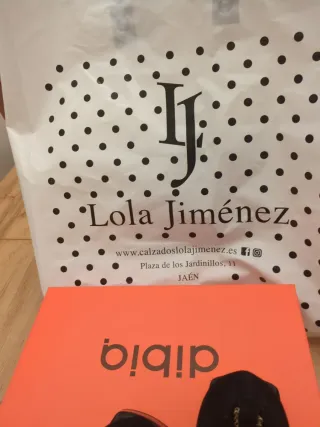 LJ
Lola Jiménez
www.calzadoslolajimenez.es
Plaza de los Jardinillos, 11
JAÉN
dibia